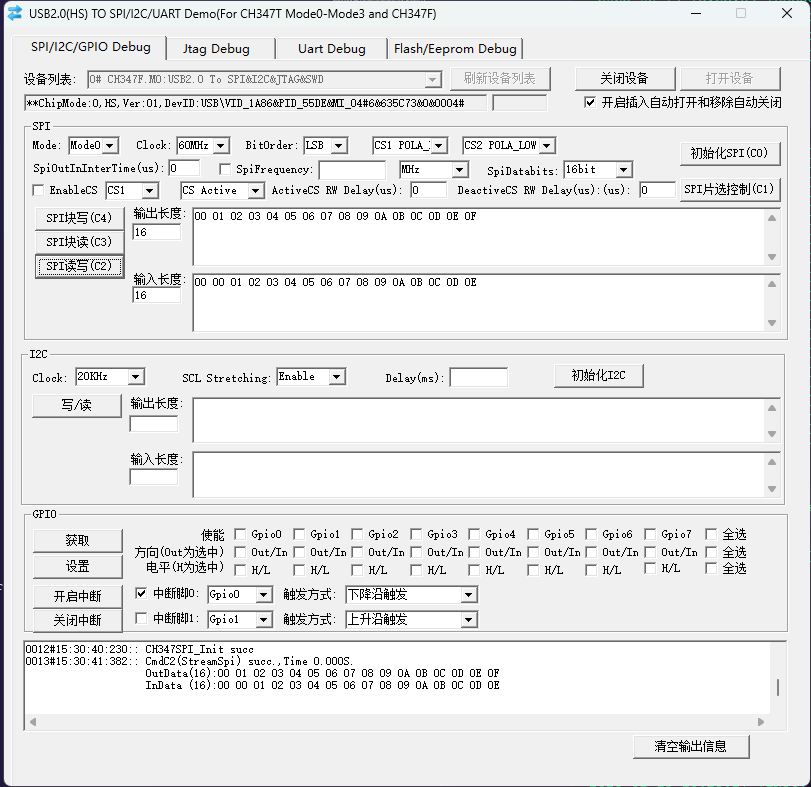 USB2.0(HS) TO SPI/I2C/UART Demo(For CH347T Mode0-Mode3 and CH347F)
SPI/I2C/GPIO Debug Jtag Debug Uart Debug Flash/Eeprom Debug
设备列表: 0# CH347F.M0:USB2.0 To SPI&I2C&JTAG&SWD 刷新设备列表 关闭设备 打开设备
**ChipMode:0,HS,Ver:01,DevID:USB\VID_1A86&PID_55DE&MI_04#6&635C73&0&0004# 开启插入自动打开和移除自动关闭
SPI
Mode: Mode0 Clock: 60MHz BitOrder: LSB CS1 POLA_ CS2 POLA_LOW 初始化SPI(C0)
SpiOutInInterTime(us): 0 SpiFrequency: MHz SpiDatabits: 16bit
EnableCS CS1 CS Active ActiveCS RW Delay(us): 0 DeactiveCS RW Delay(us):(us): 0 SPI片选控制(C1)
SPI块写(C4) 输出长度: 00 01 02 03 04 05 06 07 08 09 0A 0B 0C 0D 0E 0F
16
SPI块读(C3)
SPI读写(C2)
输入长度: 00 00 01 02 03 04 05 06 07 08 09 0A 0B 0C 0D 0E
16
I2C
Clock: 20KHz SCL Stretching: Enable Delay(ms): 初始化I2C
写/读 输出长度:
输入长度:
GPIO
获取 使能 Gpio0 Gpio1 Gpio2 Gpio3 Gpio4 Gpio5 Gpio6 Gpio7 全选
方向(Out为选中) Out/In Out/In Out/In Out/In Out/In Out/In Out/In Out/In 全选
设置 电平(H为选中) H/L H/L H/L H/L H/L H/L H/L H/L 全选
开启中断 中断脚0: Gpio0 触发方式: 下降沿触发
关闭中断 中断脚1: Gpio1 触发方式: 上升沿触发
0012#15:30:40:230:: CH347SPI_Init succ
0013#15:30:41:382:: CmdC2(StreamSpi) succ.,Time 0.000S.
OutData(16):00 01 02 03 04 05 06 07 08 09 0A 0B 0C 0D 0E 0F
InData (16):00 00 01 02 03 04 05 06 07 08 09 0A 0B 0C 0D 0E
清空输出信息